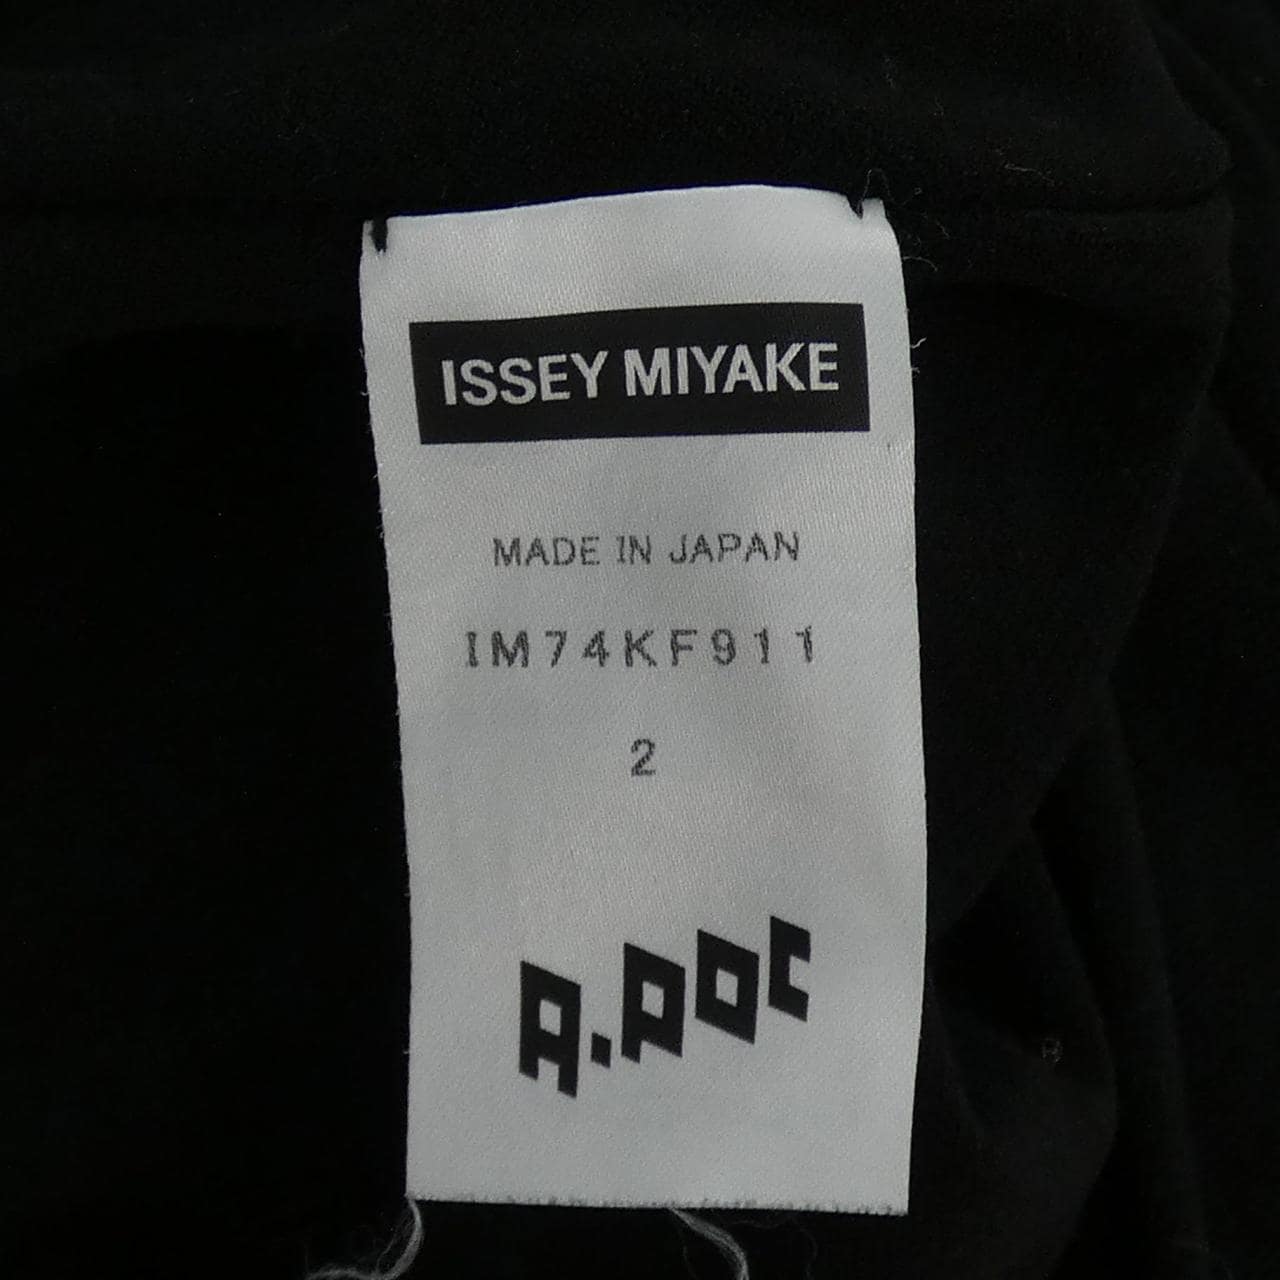 ISSEY MIYAKE
MADE IN JAPAN
IM74KF911
2
A.POC